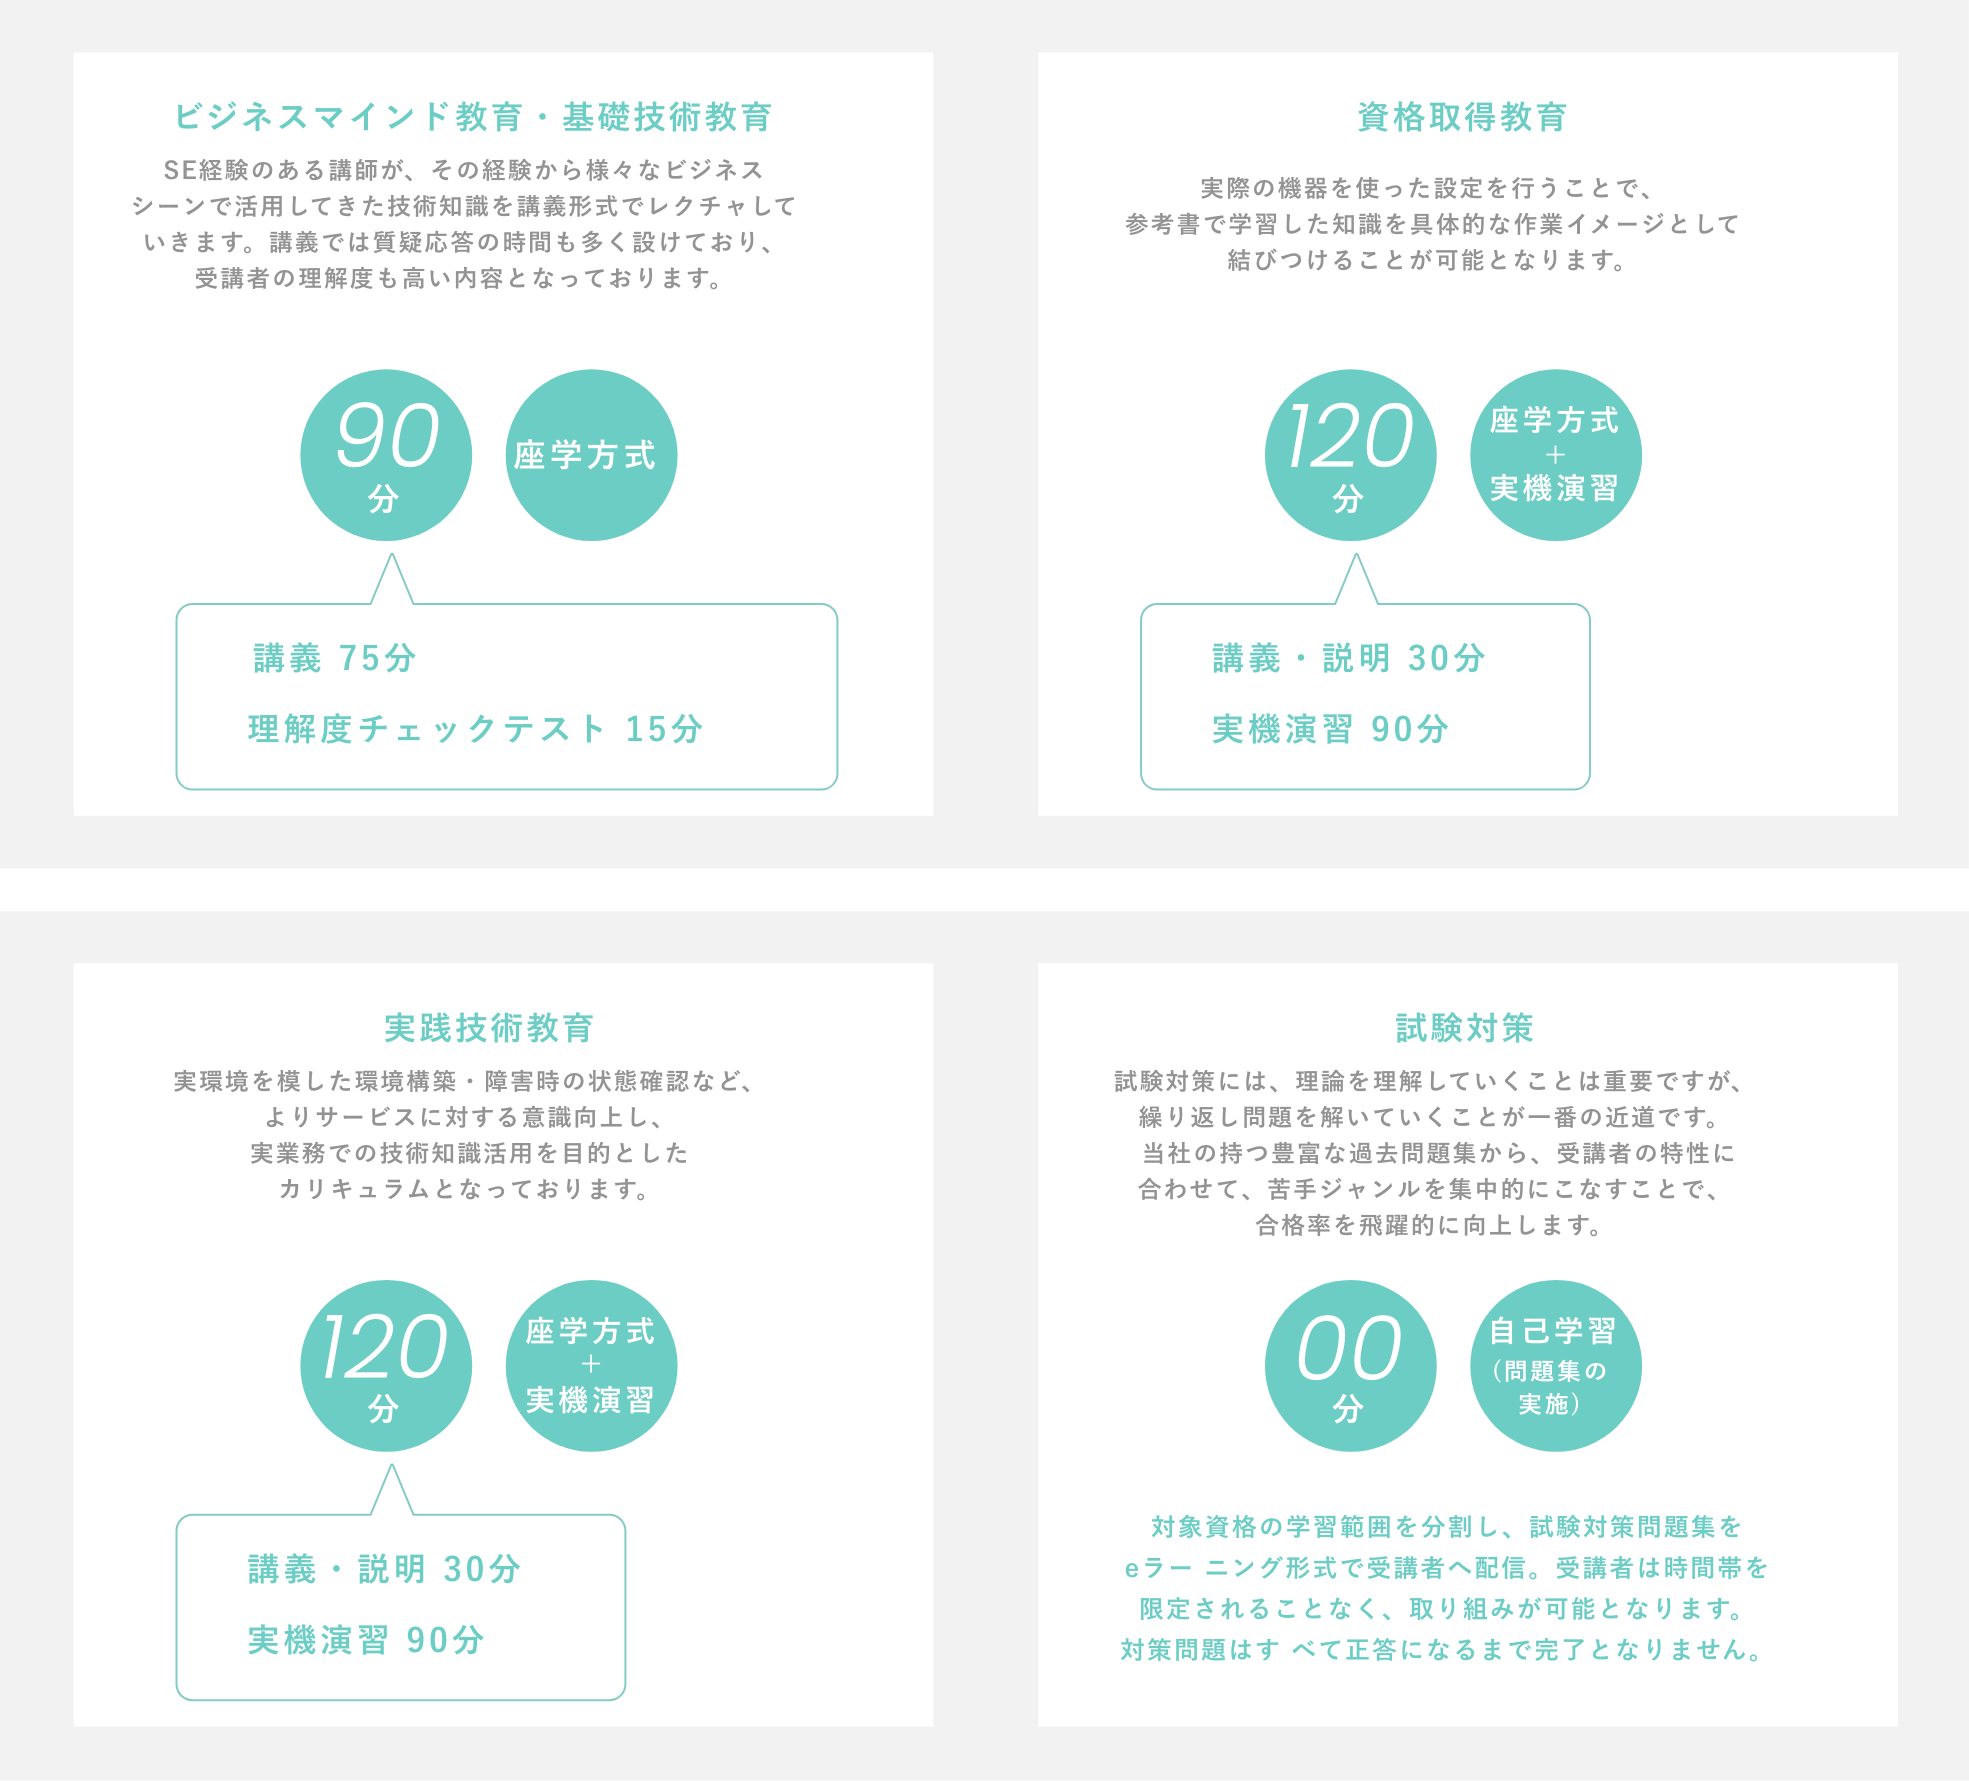 ビジネスマインド教育・基礎技術教育
SE経験のある講師が、その経験から様々なビジネス
シーンで活用してきた技術知識を講義形式でレクチャして
いきます。講義では質疑応答の時間も多く設けており、
受講者の理解度も高い内容となっております。
90
分
座学方式
講義 75分
理解度チェックテスト 15分
資格取得教育
実際の機器を使った設定を行うことで、
参考書で学習した知識を具体的な作業イメージとして
結びつけることが可能となります。
120
分
座学方式
+
実機演習
講義・説明 30分
実機演習 90分
実践技術教育
実環境を模した環境構築・障害時の状態確認など、
よりサービスに対する意識向上し、
実業務での技術知識活用を目的とした
カリキュラムとなっております。
120
分
座学方式
+
実機演習
講義・説明 30分
実機演習 90分
試験対策
試験対策には、理論を理解していくことは重要ですが、
繰り返し問題を解いていくことが一番の近道です。
当社の持つ豊富な過去問題集から、受講者の特性に
合わせて、苦手ジャンルを集中的にこなすことで、
合格率を飛躍的に向上します。
00
分
自己学習
（問題集の
実施）
対象資格の学習範囲を分割し、試験対策問題集を
eラー ニング形式で受講者へ配信。受講者は時間帯を
限定されることなく、取り組みが可能となります。
対策問題はす べて正答になるまで完了となりません。